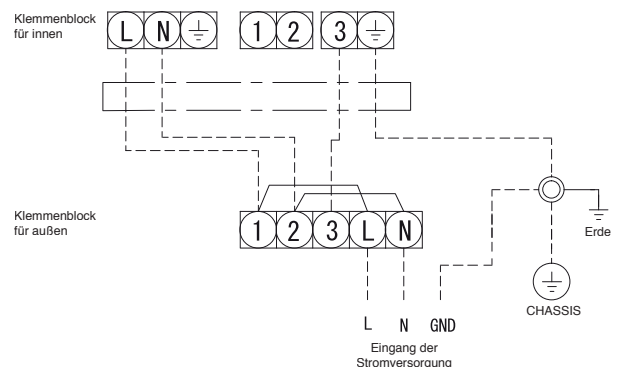 Klemmenblock
für innen
L N 1 2 3
Klemmenblock
für außen
1 2 3 L N
Erde
CHASSIS
L N GND
Eingang der
Stromversorgung